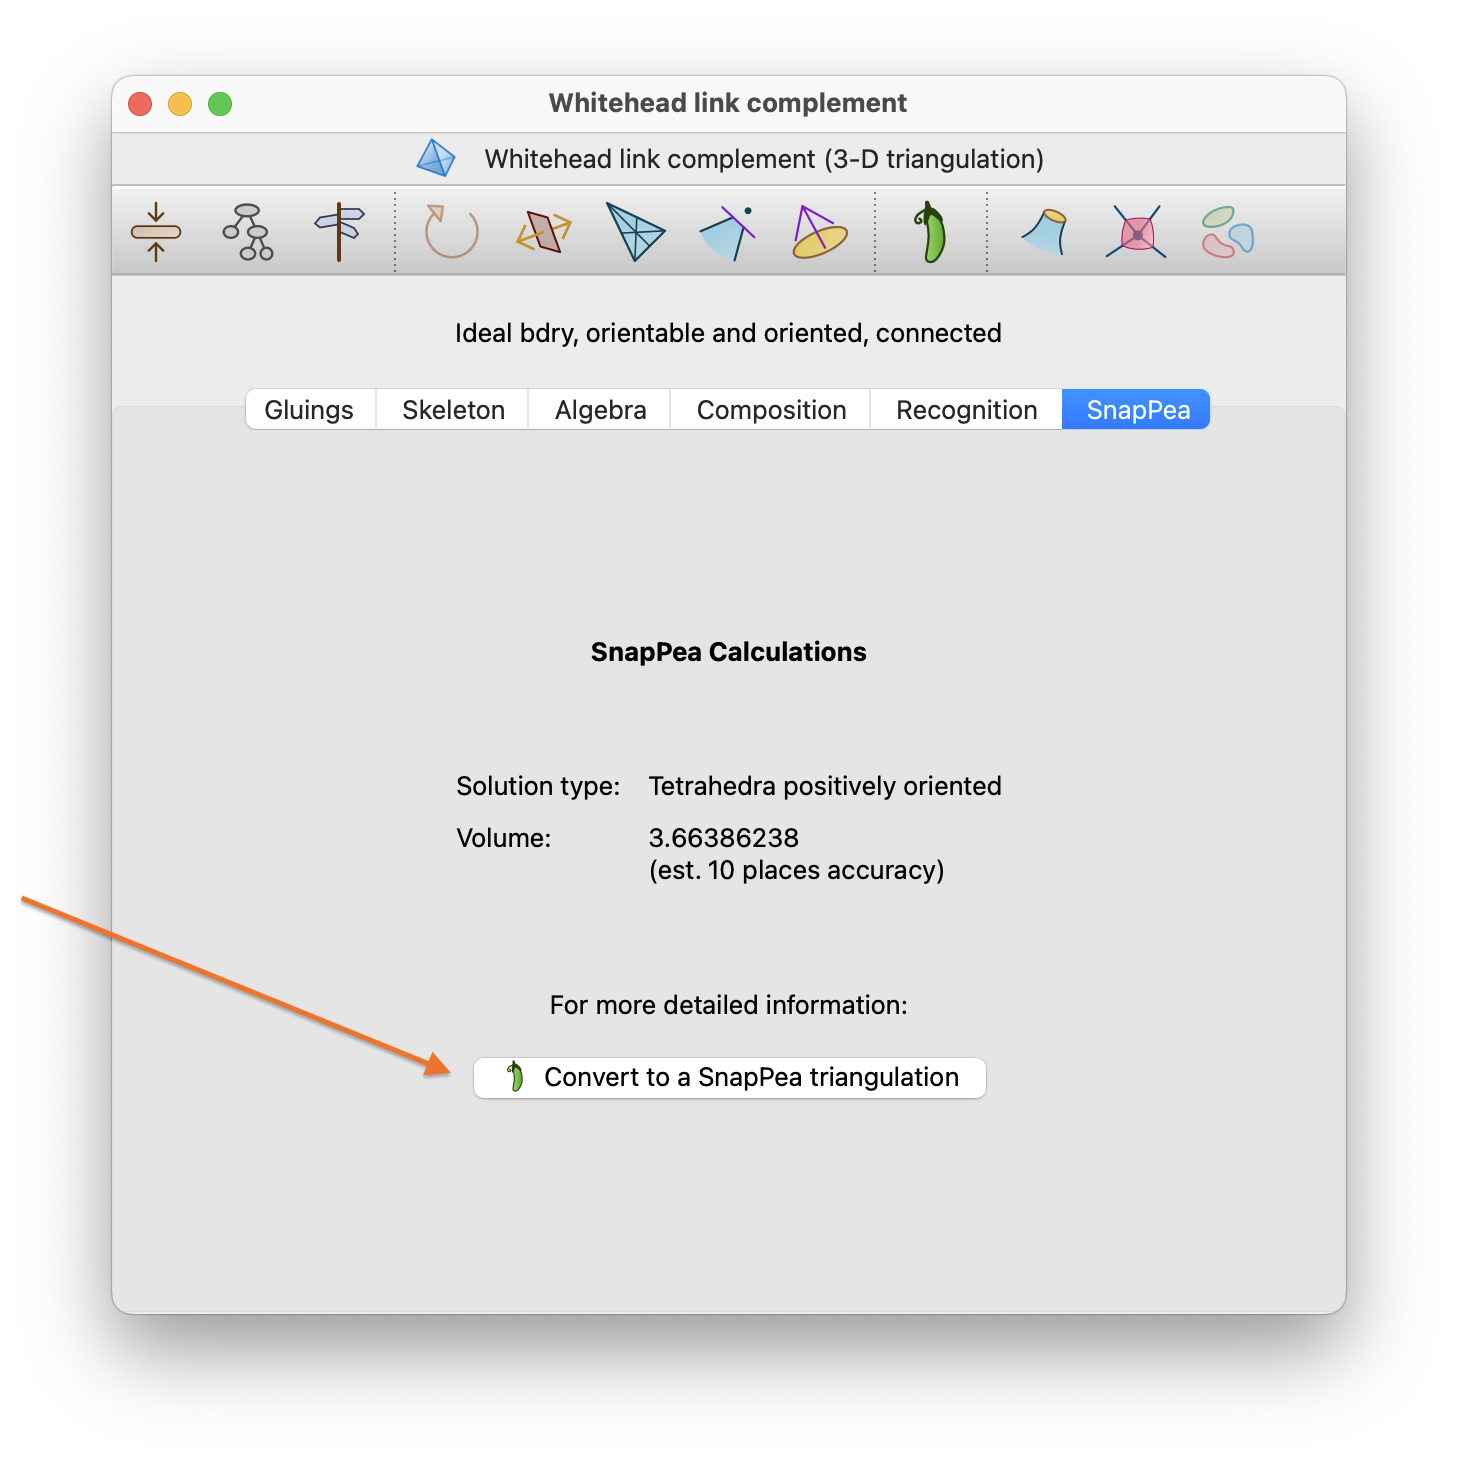 Whitehead link complement
Whitehead link complement (3-D triangulation)
Ideal bdry, orientable and oriented, connected
Gluings Skeleton Algebra Composition Recognition SnapPea
SnapPea Calculations
Solution type: Tetrahedra positively oriented
Volume: 3.66386238
(est. 10 places accuracy)
For more detailed information:
Convert to a SnapPea triangulation